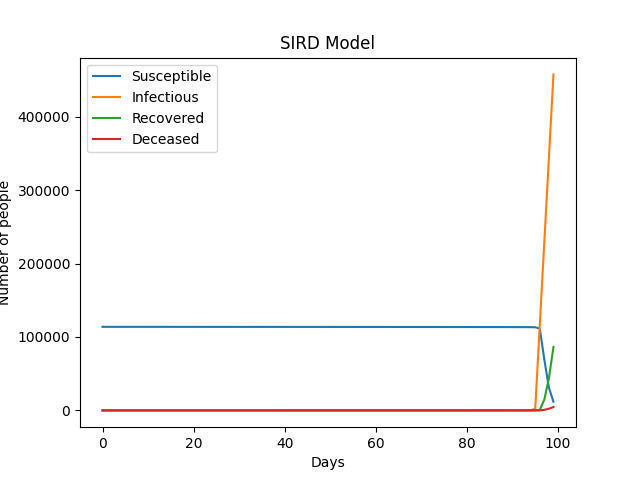 SIRD Model
Susceptible
Infectious
Recovered
Deceased
Number of people
400000
300000
200000
100000
0
0 20 40 60 80 100
Days